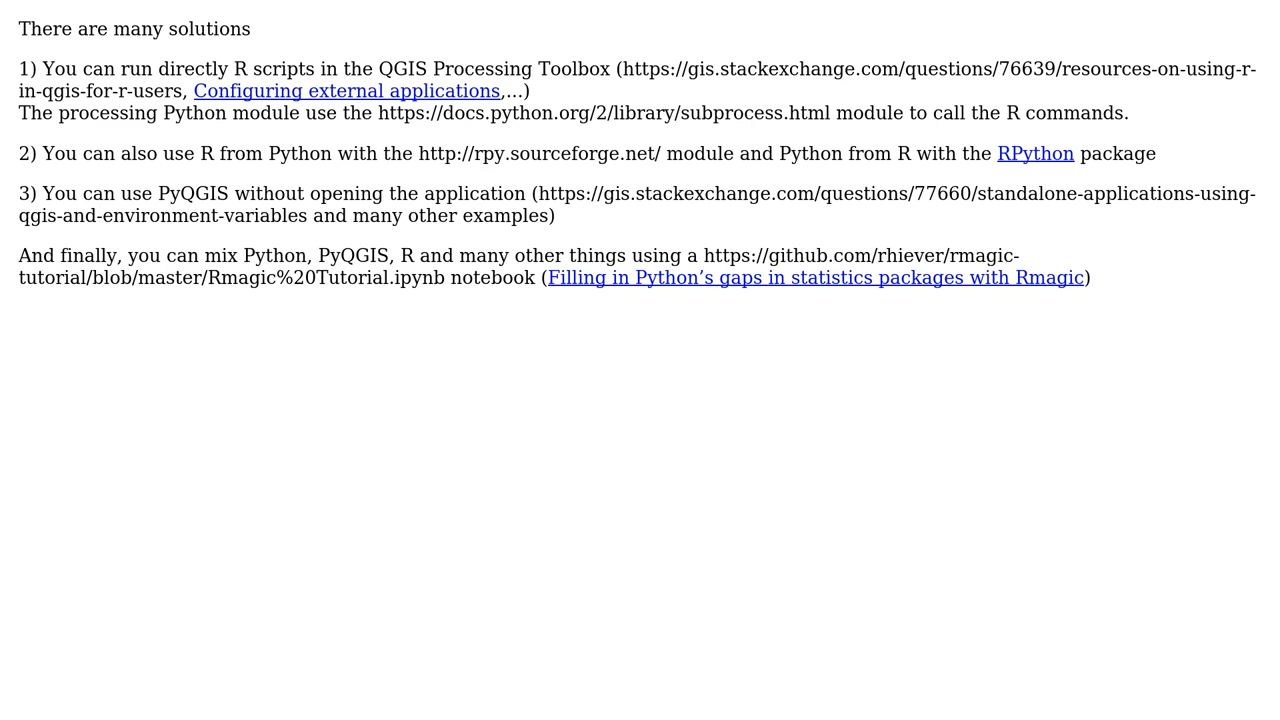 There are many solutions
1) You can run directly R scripts in the QGIS Processing Toolbox (https://gis.stackexchange.com/questions/76639/resources-on-using-r-
in-qgis-for-r-users, Configuring external applications,...)
The processing Python module use the https://docs.python.org/2/library/subprocess.html module to call the R commands.
2) You can also use R from Python with the http://rpy.sourceforge.net/ module and Python from R with the RPython package
3) You can use PyQGIS without opening the application (https://gis.stackexchange.com/questions/77660/standalone-applications-using-
qgis-and-environment-variables and many other examples)
And finally, you can mix Python, PyQGIS, R and many other things using a https://github.com/rhiever/rmagic-
tutorial/blob/master/Rmagic%20Tutorial.ipynb notebook (Filling in Python’s gaps in statistics packages with Rmagic)